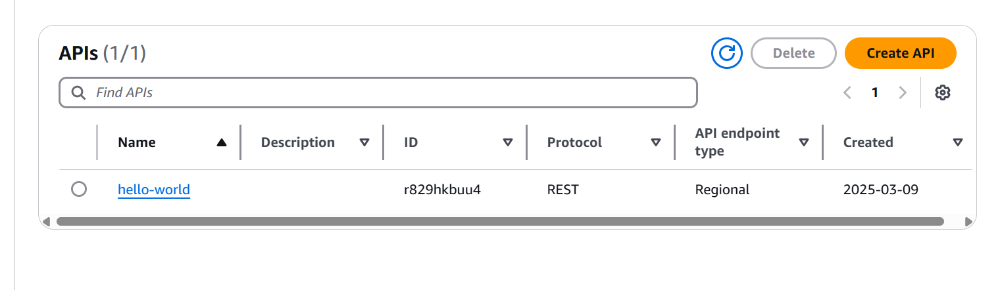 APIs (1/1)
Delete
Create API
Find APIs
1
Name Description ID Protocol API endpoint type Created
hello-world r829hkbuu4 REST Regional 2025-03-09